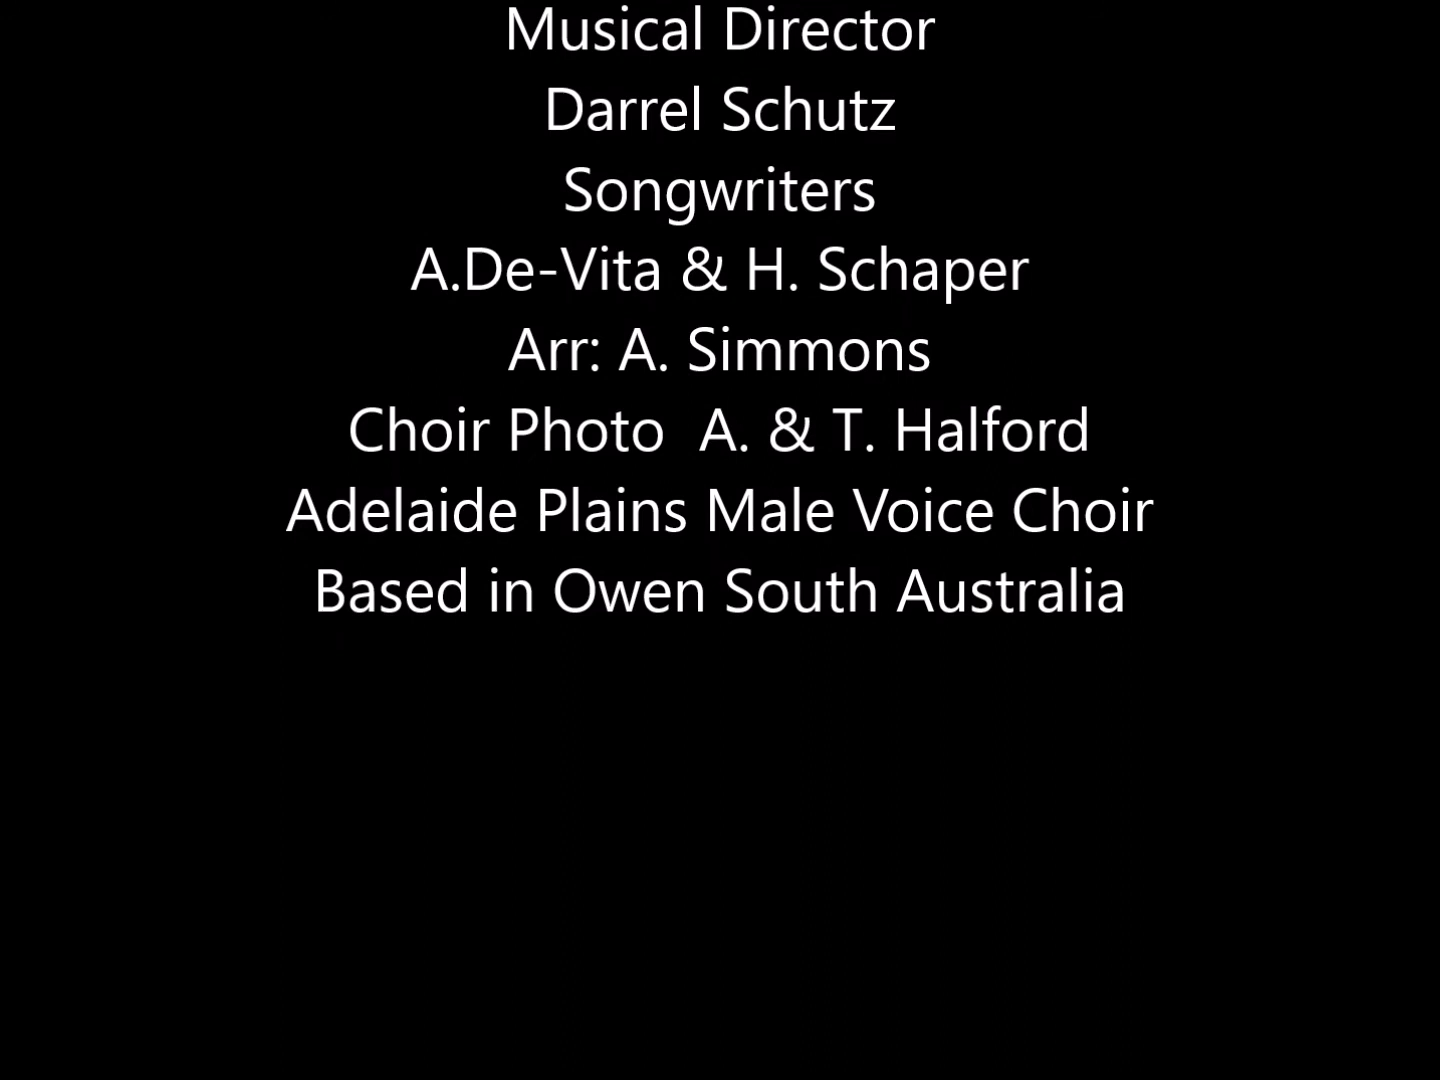 Musical Director
Darrel Schutz
Songwriters
A.De-Vita & H. Schaper
Arr: A. Simmons
Choir Photo  A. & T. Halford
Adelaide Plains Male Voice Choir
Based in Owen South Australia